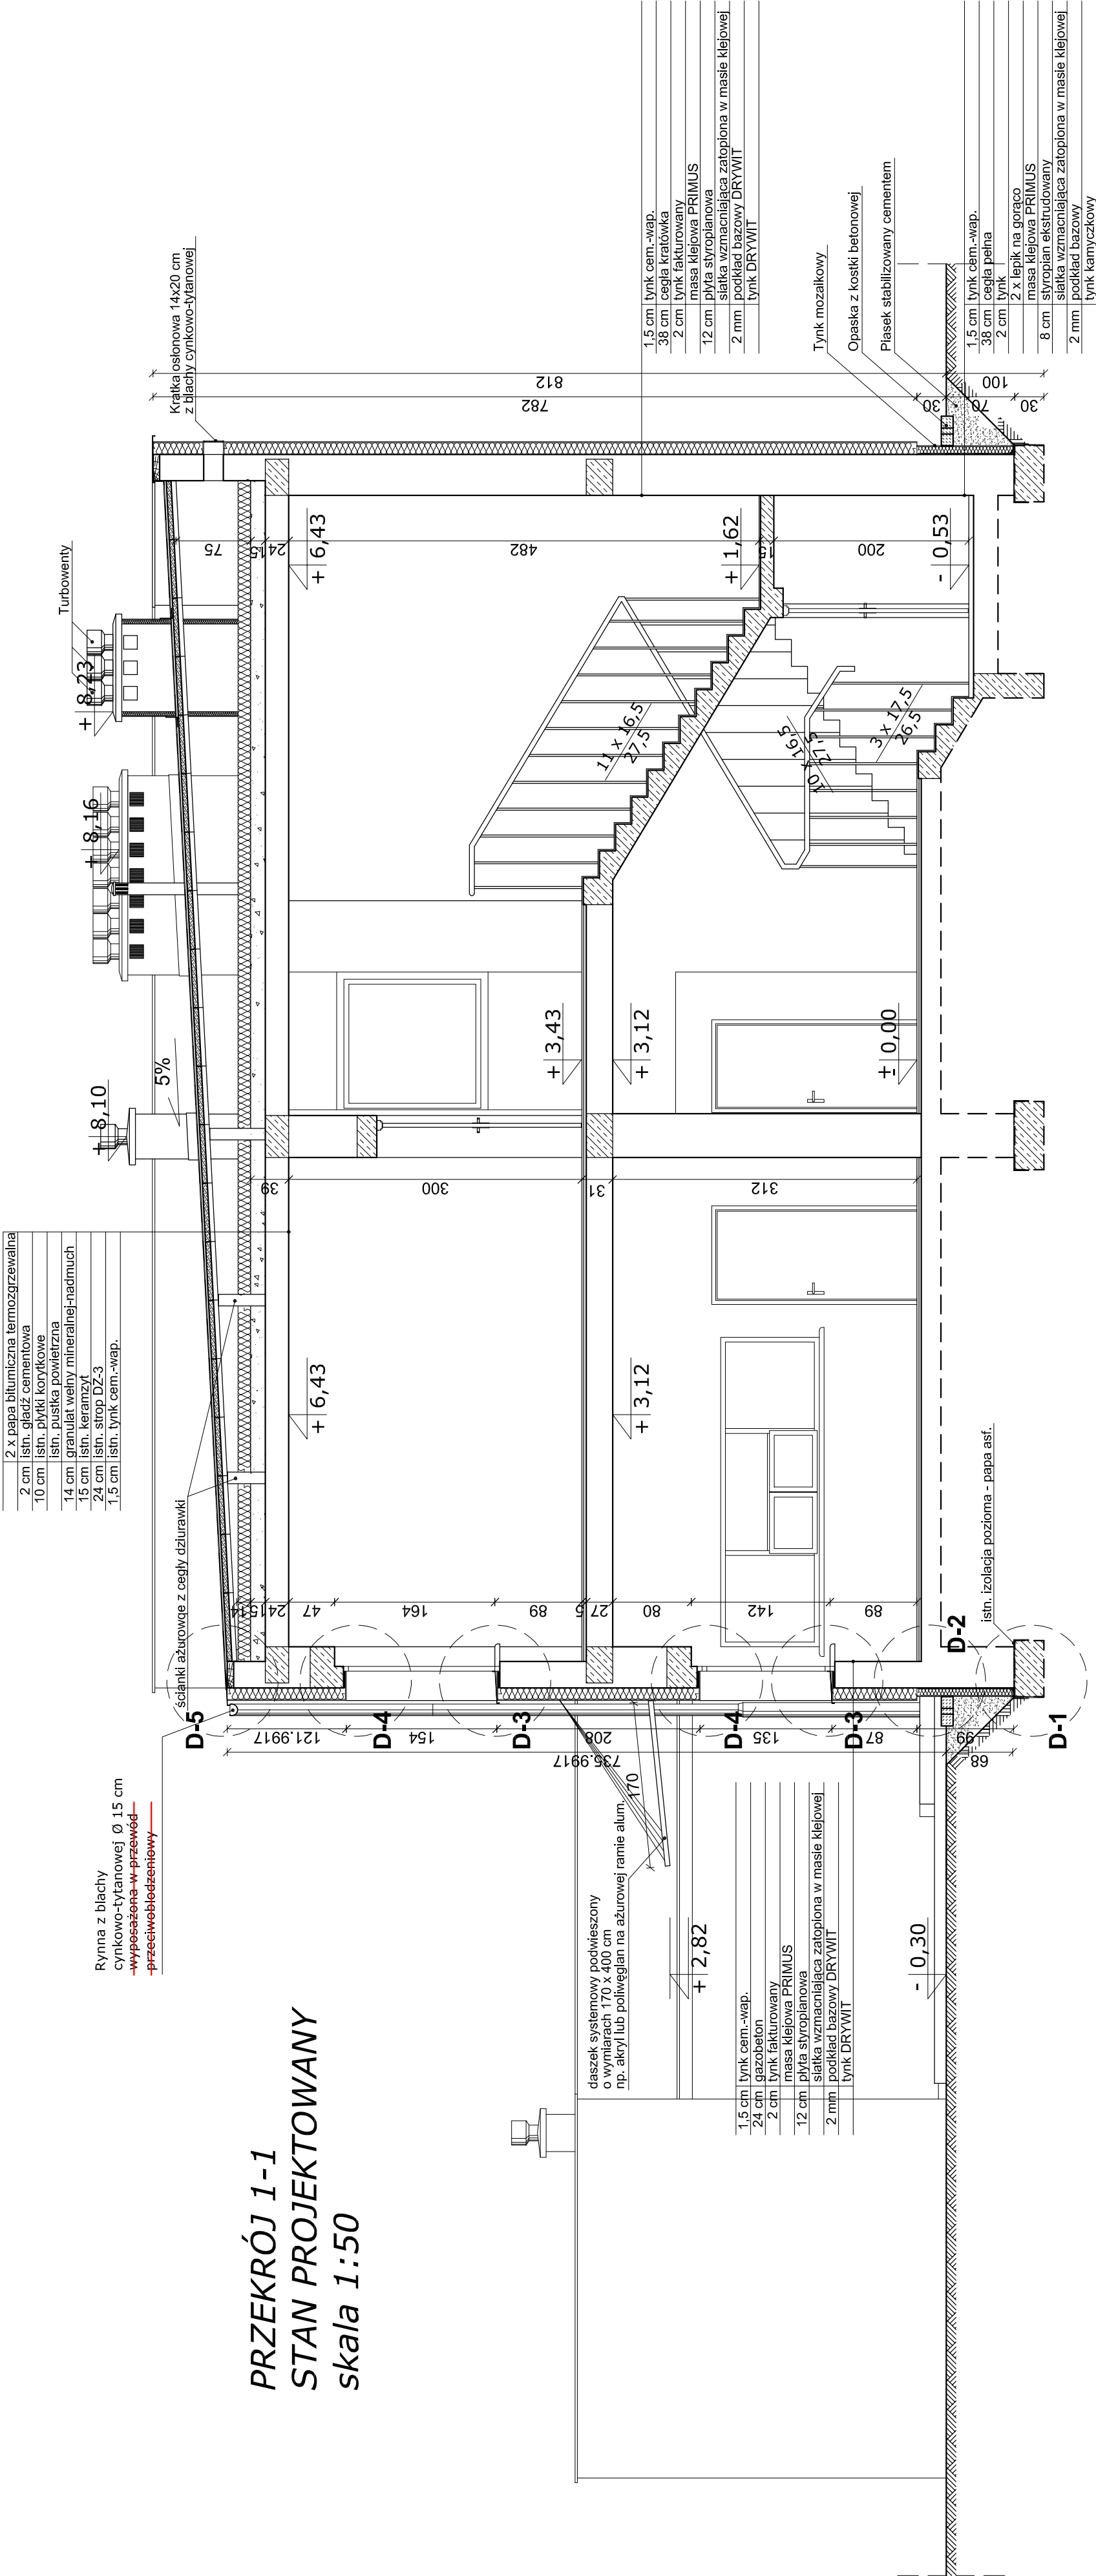 PRZEKRÓJ 1-1
STAN PROJEKTOWANY
skala 1:50
Rynna z blachy
cynkowo-tytanowej Ø 15 cm
wyposażona w przewód
przeciwoblodzeniowy
2 x papa bitumiczna termozgrzewalna
2 cm istn. gładź cementowa
10 cm istn. płytki korytkowe
istn. pustka powietrzna
14 cm granulat wełny mineralnej-nadmuch
15 cm istn. keramzyt
24 cm istn. strop DZ-3
1,5 cm istn. tynk cem.-wap.
ścianki ażurowqe z cegły dziurawki
+ 8,10
5%
+ 8,16
+ 8,23
Turbowenty
Kratka osłonowa 14x20 cm
z blachy cynkowo-tytanowej
D-5
D-4
D-3
D-4
D-3
D-2
D-1
121.9917
154
208
135
87
99
735.9917
68
14
15
24
47
164
89
5
27
80
142
89
+ 6,43
+ 3,12
39
300
31
312
+ 3,43
+ 3,12
± 0,00
11 x 16,5
27,5
10 x 16,5
27,5
3 x 17,5
26,5
75
15
24
482
15
200
+ 6,43
+ 1,62
- 0,53
782
30
70
30
812
100
1,5 cm tynk cem.-wap.
38 cm cegła kratówka
2 cm tynk fakturowany
masa klejowa PRIMUS
12 cm płyta styropianowa
siatka wzmacniająca zatopiona w masie klejowej
2 mm podkład bazowy DRYWIT
tynk DRYWIT
Tynk mozaikowy
Opaska z kostki betonowej
Piasek stabilizowany cementem
1,5 cm tynk cem.-wap.
38 cm cegła pełna
2 cm tynk
2 x lepik na gorąco
masa klejowa PRIMUS
8 cm styropian ekstrudowany
siatka wzmacniająca zatopiona w masie klejowej
2 mm podkład bazowy
tynk kamyczkowy
170
daszek systemowy podwieszony
o wymiarach 170 x 400 cm
np. akryl lub poliwęglan na ażurowej ramie alum.
+ 2,82
1,5 cm tynk cem.-wap.
24 cm gazobeton
2 cm tynk fakturowany
masa klejowa PRIMUS
12 cm płyta styropianowa
siatka wzmacniająca zatopiona w masie klejowej
2 mm podkład bazowy DRYWIT
tynk DRYWIT
- 0,30
istn. izolacja pozioma - papa asf.